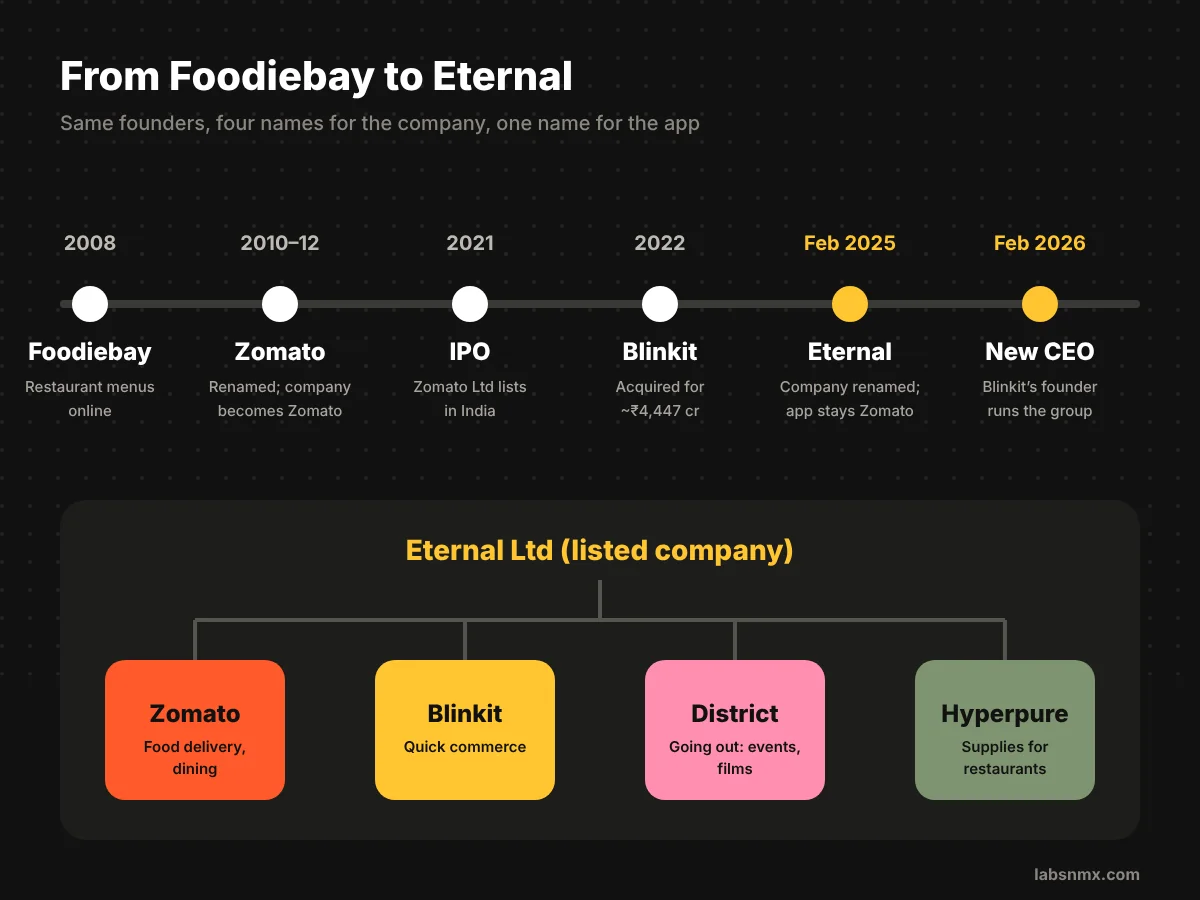 From Foodiebay to Eternal
Same founders, four names for the company, one name for the app
2008
2010–12
2021
2022
Feb 2025
Feb 2026
Foodiebay
Zomato
IPO
Blinkit
Eternal
New CEO
Restaurant menus
online
Renamed; company
becomes Zomato
Zomato Ltd lists
in India
Acquired for
~₹4,447 cr
Company renamed;
app stays Zomato
Blinkit’s founder
runs the group
Eternal Ltd (listed company)
Zomato
Food delivery,
dining
Blinkit
Quick commerce
District
Going out: events,
films
Hyperpure
Supplies for
restaurants
labsnmx.com